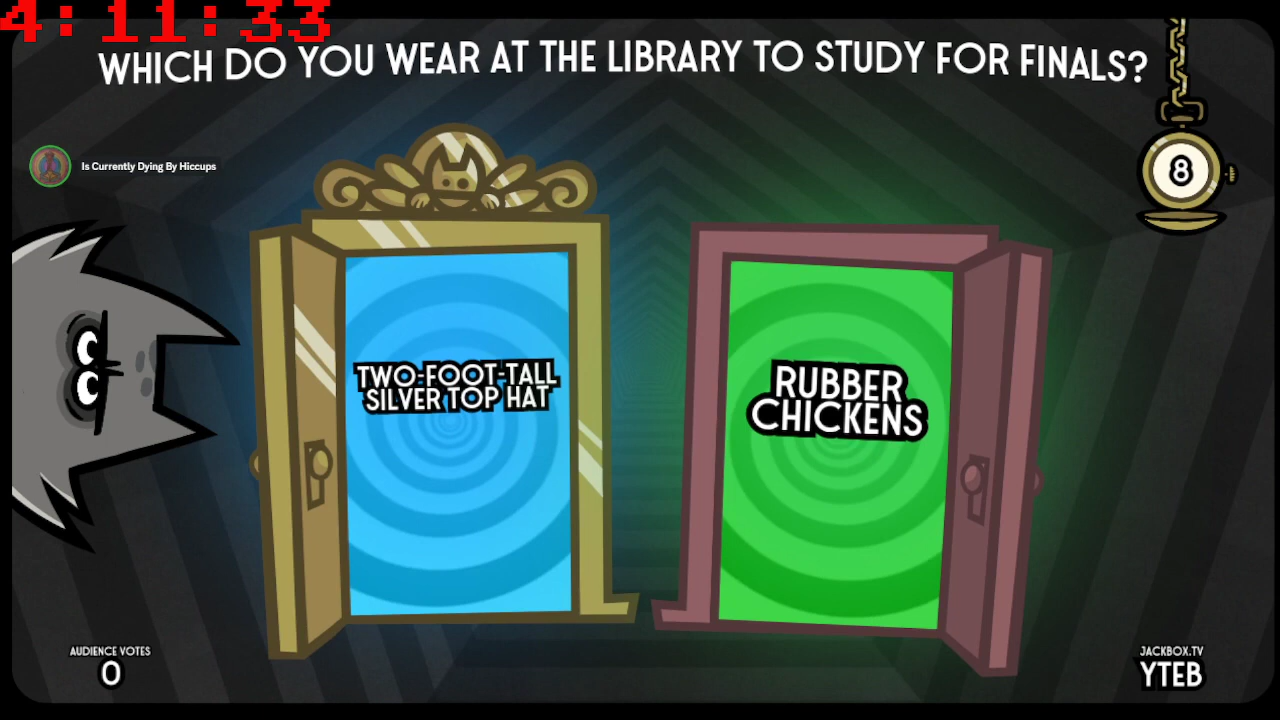 4:11:33
WHICH DO YOU WEAR AT THE LIBRARY TO STUDY FOR FINALS?
8
Is Currently Dying By Hiccups
TWO-FOOT-TALL
SILVER TOP HAT
RUBBER
CHICKENS
AUDIENCE VOTES
0
JACKBOX.TV
YTEB